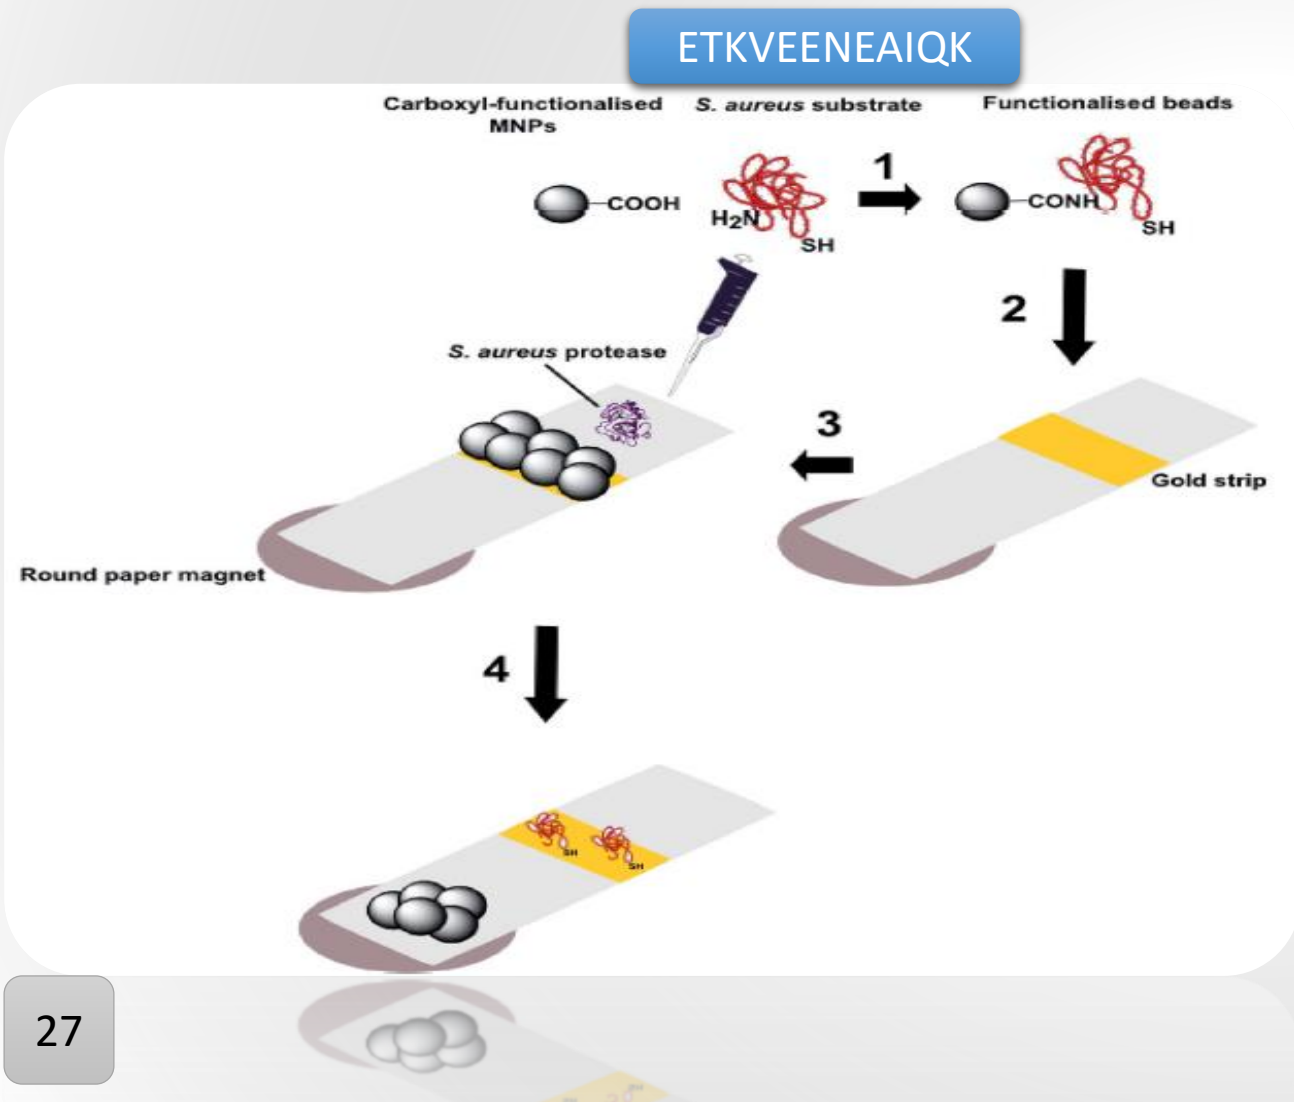 ETKVEENEAIQK
Carboxyl-functionalised
MNPs
S. aureus substrate
Functionalised beads
COOH
H2N
SH
1
CONH
SH
2
S. aureus protease
3
Gold strip
Round paper magnet
4
SH
SH
27